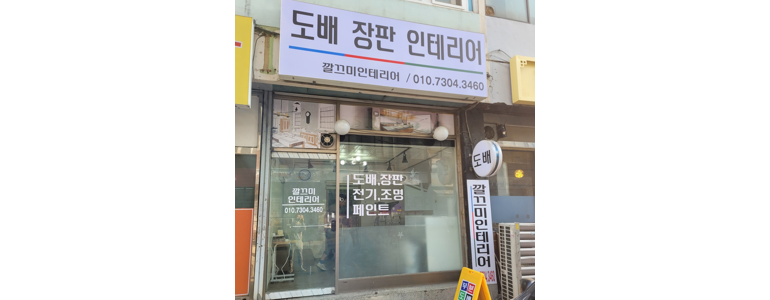 도배 장판 인테리어
깔끄미인테리어 / 010.7304.3460
도배
깔끄미
인테리어
010.7304.3460
도배,장판
전기,조명
페인트
깔끄미인테리어